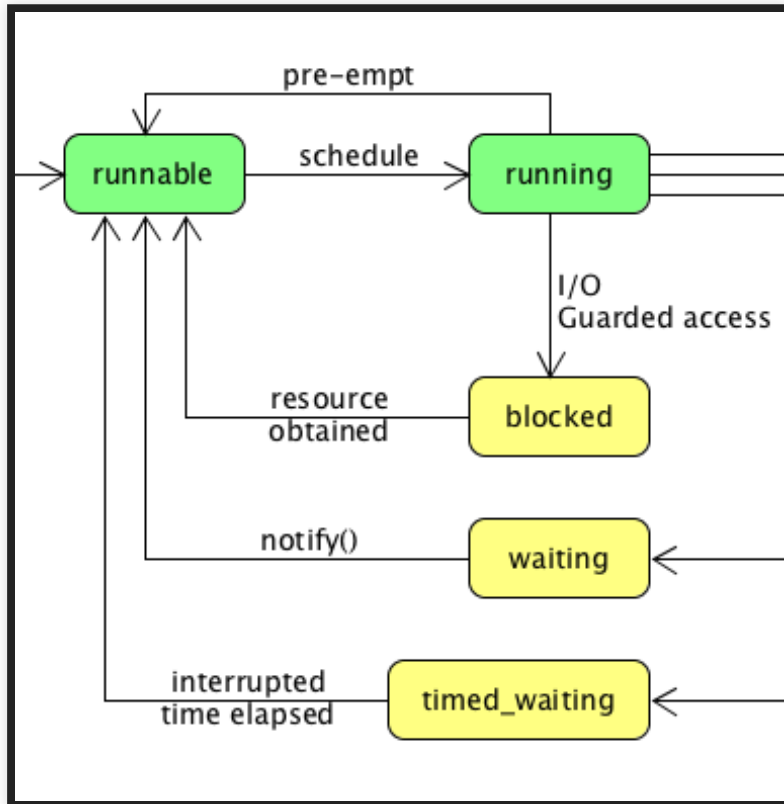 pre-empt
runnable
schedule
running
I/O
Guarded access
resource
obtained
blocked
notify()
waiting
interrupted
time elapsed
timed_waiting